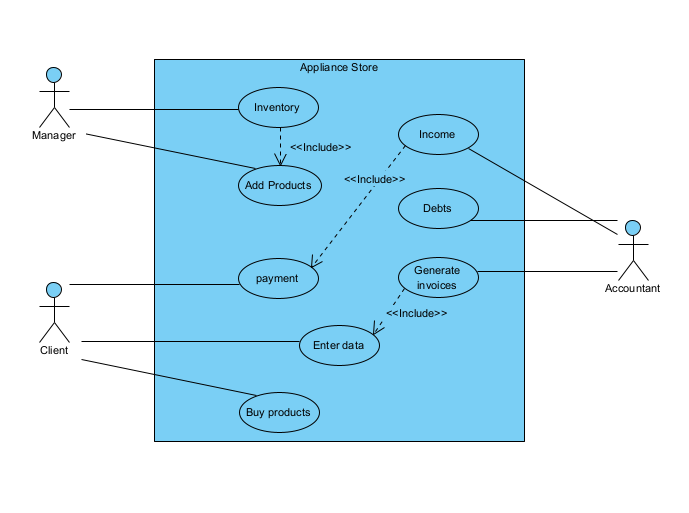 Appliance Store
Inventory
Manager
<<Include>>
Income
Add Products
<<Include>>
Debts
payment
Generate
invoices
Accountant
<<Include>>
Client
Enter data
Buy products